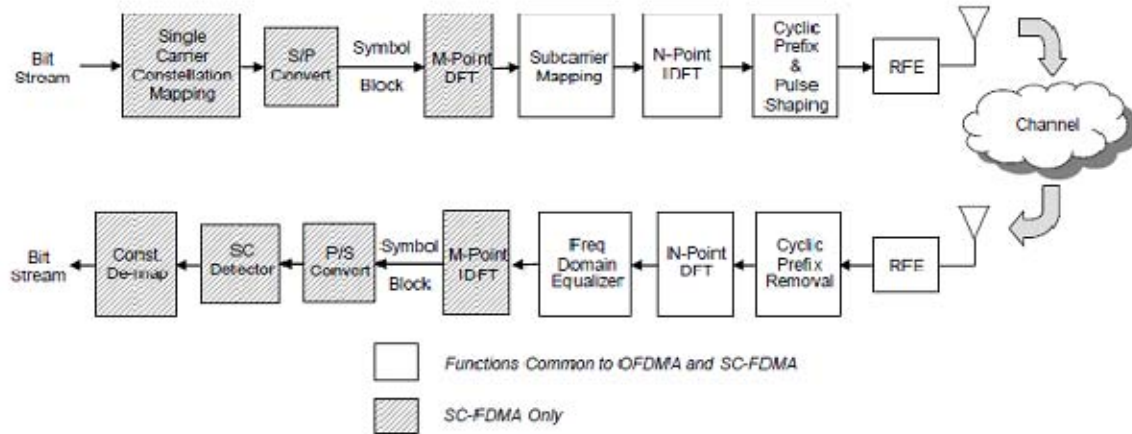 Bilt
Stream
Single
Carrier
Constellation
Mapping
S/P
Convert
Symbol
Block
M-Point
DFT
Subcarrier
Mapping
N-Point
IDFT
Cyclic
Prefix
&
Pulse
Shaping
RFE
Channel
Bilt
Stream
Const.
De-map
SC
Detector
P/S
Convert
Symbol
Block
M-Point
IDFT
Freq
Domain
Equalizer
N-Point
DFT
Cyclic
Prefix
Removal
RFE
Functions Common to OFDMA and SC-FDMA
SC-FDMA Only